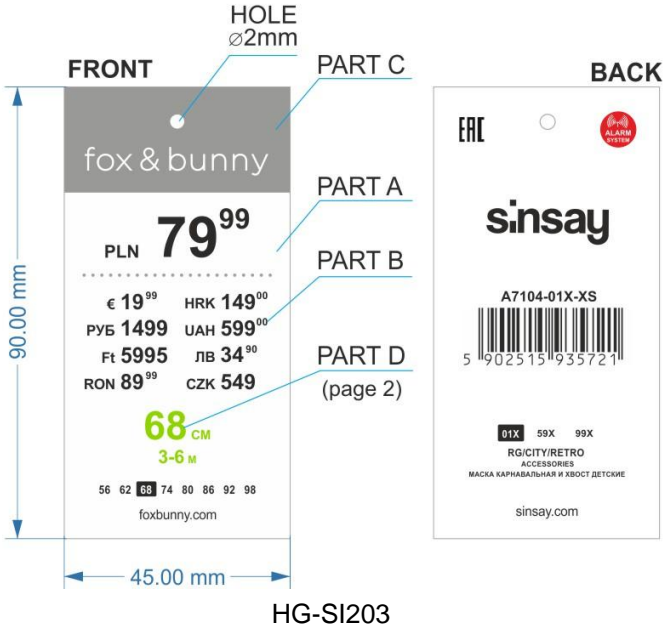 HOLE
⌀2mm
FRONT
PART C
BACK
fox & bunny
PART A
PLN 79⁹⁹
PART B
€ 19⁹⁹ HRK 149⁰⁰
РУБ 1499 UAH 599⁰⁰
Ft 5995 ЛВ 34⁹⁰
RON 89⁹⁹ CZK 549
PART D
(page 2)
68 CM
3-6 M
56 62 68 74 80 86 92 98
foxbunny.com
90.00 mm
45.00 mm
EAC
ALARM
SYSTEM
sinsay
A7104-01X-XS
5 902515 935721
01X 59X 99X
RG/CITY/RETRO
ACCESSORIES
МАСКА КАРНАВАЛЬНАЯ И ХВОСТ ДЕТСКИЕ
sinsay.com
HG-SI203